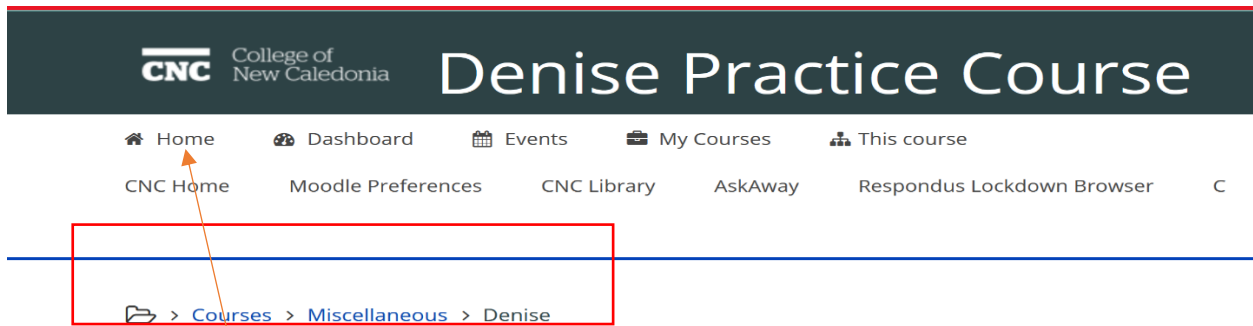 CNC College of New Caledonia Denise Practice Course
Home Dashboard Events My Courses This course
CNC Home Moodle Preferences CNC Library AskAway Respondus Lockdown Browser C
> Courses > Miscellaneous > Denise